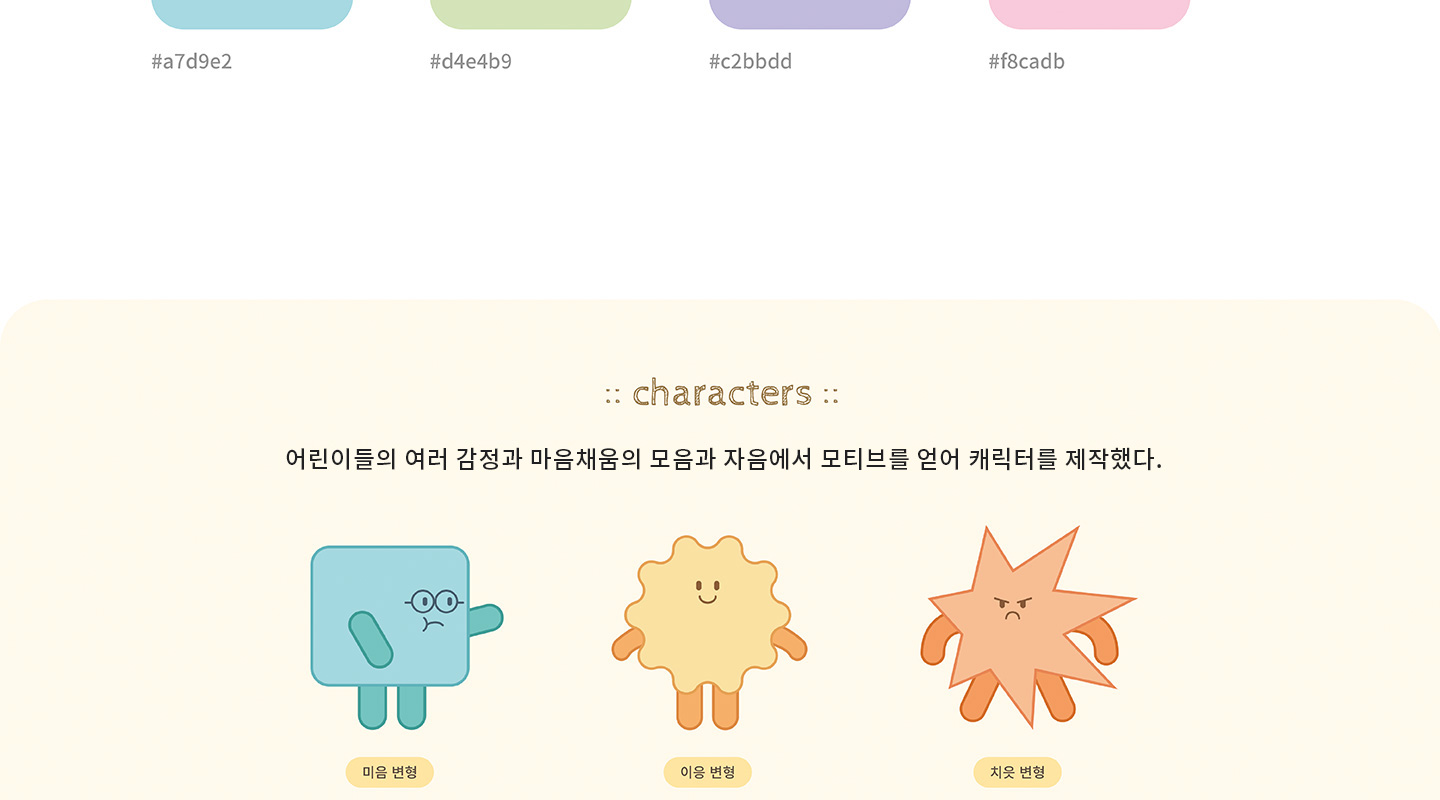 #a7d9e2
#d4e4b9
#c2bbdd
#f8cadb
:: characters ::
어린이들의 여러 감정과 마음채움의 모음과 자음에서 모티브를 얻어 캐릭터를 제작했다.
미음 변형
이응 변형
치읏 변형